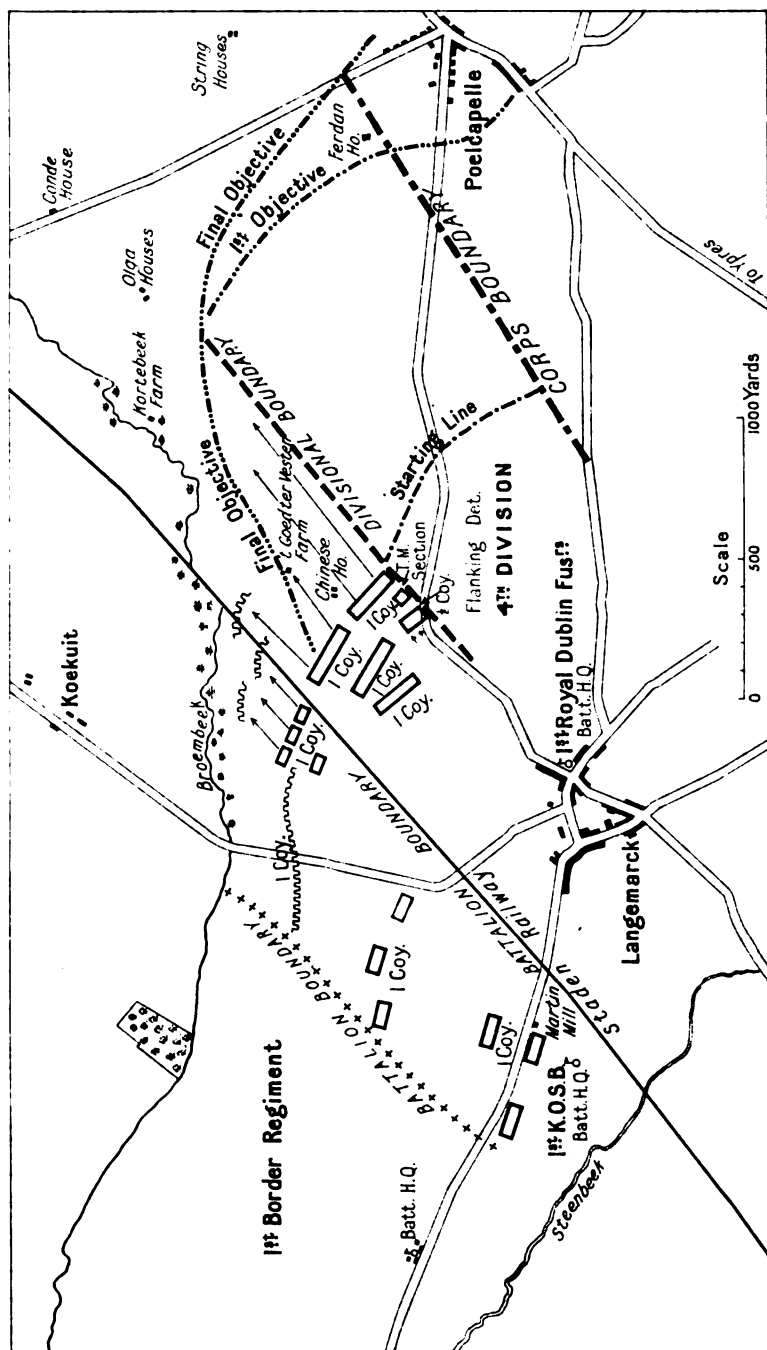 String
Houses
Conde
House
Olga
Houses
Kortebeek
Farm
Final Objective
1st Objective
Ferdan
Ho.
Poelcapelle
To Ypres
CORPS BOUNDARY
DIVISIONAL BOUNDARY
Starting Line
Final Objective
Goed ter Vesten
Farm
Chinese
Ho.
T.M.
Section
1 Coy.
Coy.
Flanking Det.
4TH DIVISION
1 Coy.
1 Coy.
1 Coy.
Koekuit
Broembeek
1 Coy.
1 Coy.
BATTALION BOUNDARY
Staden Railway
1st Royal Dublin Fusrs
Batt. H.Q.
Langemarck
Scale
0 500 1000 Yards
BATTALION BOUNDARY
1 Coy.
1 Coy.
Martin
Mill
1st K.O.S.B.
Batt. H.Q.
1st Border Regiment
Batt. H.Q.
Steenbeek